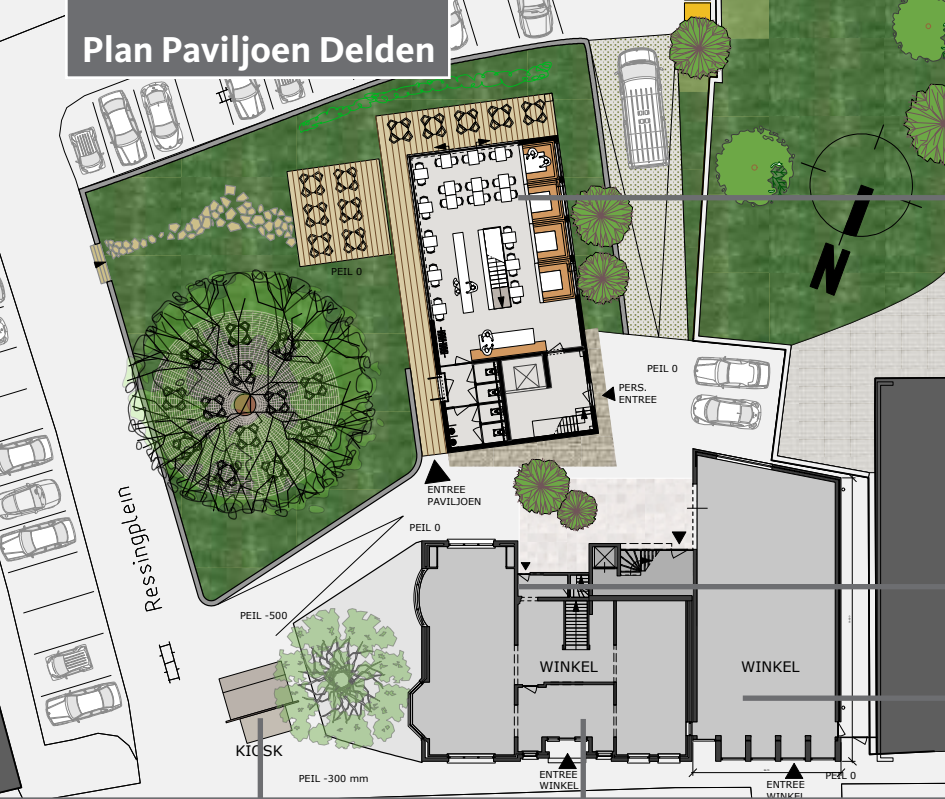 Plan Paviljoen Delden
N
PEIL 0
PEIL 0
PERS.
ENTREE
ENTREE
PAVILJOEN
PEIL 0
Ressingplein
PEIL -500
WINKEL
WINKEL
KIOSK
PEIL -300 mm
ENTREE
WINKEL
PEIL 0
ENTREE
WINKEL